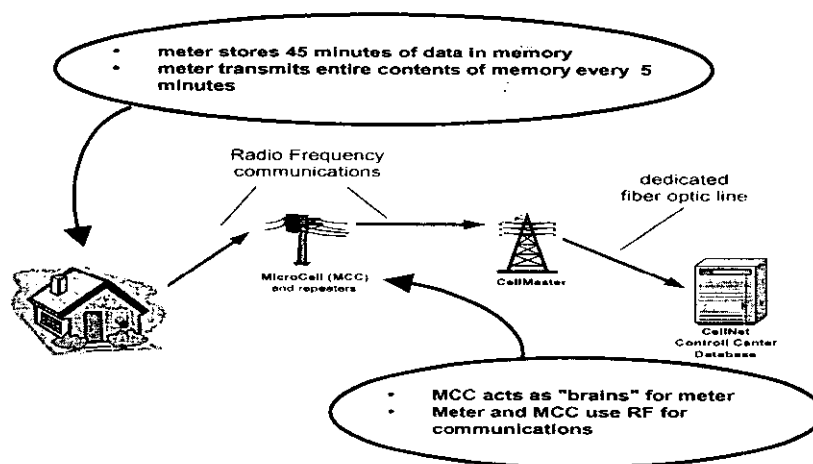 • meter stores 45 minutes of data in memory
• meter transmits entire contents of memory every 5
minutes
Radio Frequency
communications
dedicated
fiber optic line
MicroCell (MCC)
and repeaters
CellMaster
CellNet
Controll Center
Database
• MCC acts as "brains" for meter
• Meter and MCC use RF for
communications